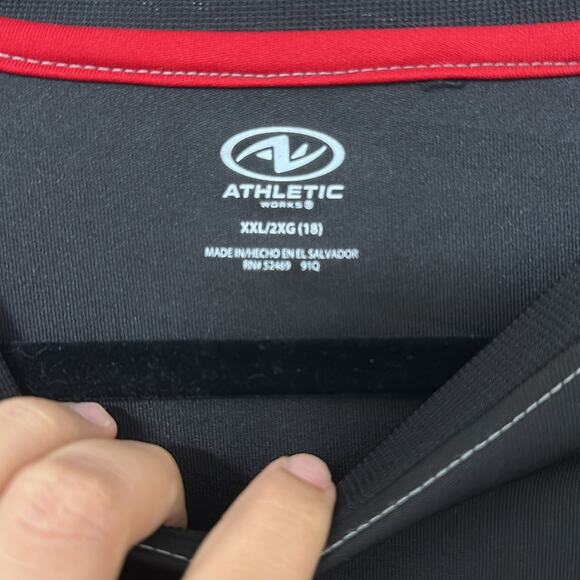 ATHLETIC
WORKS®
XXL/2XG (18)
MADE IN/HECHO EN EL SALVADOR
RN# 52469 91Q